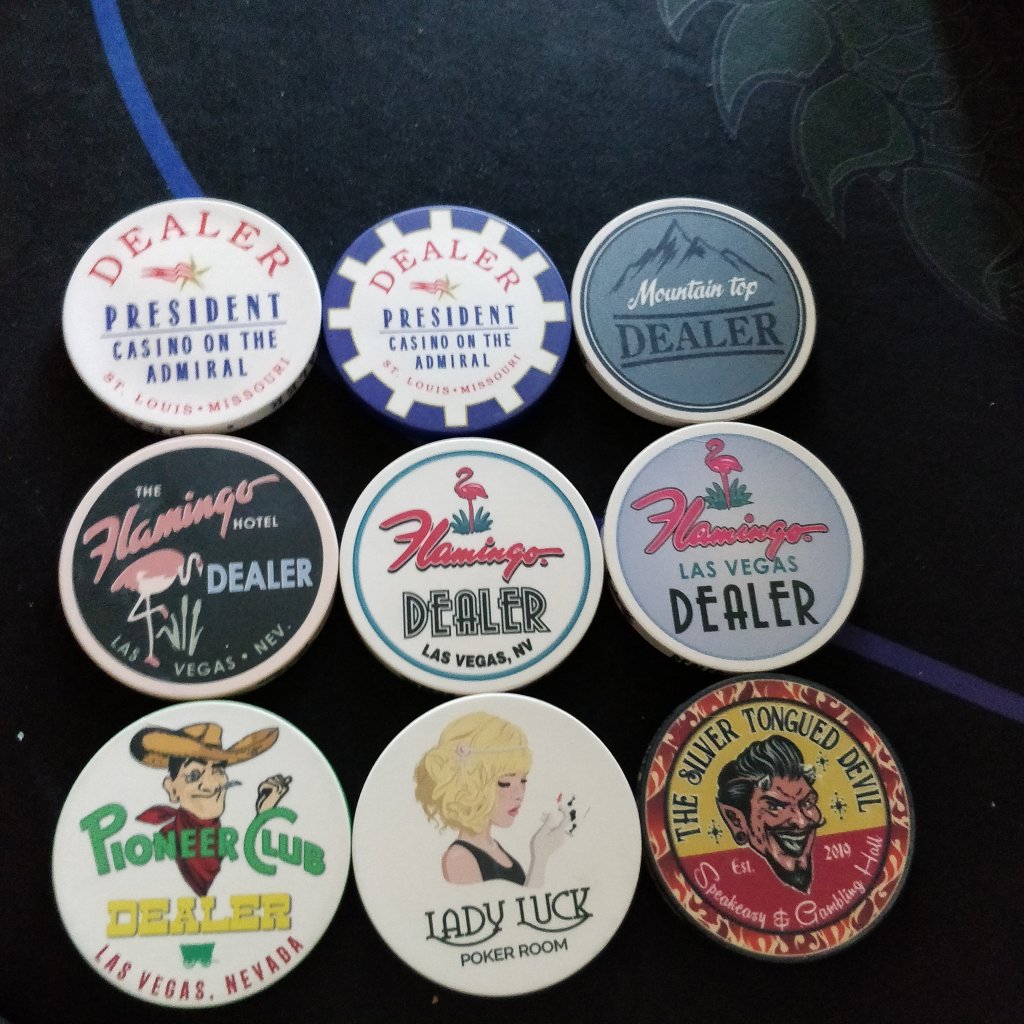 DEALER
PRESIDENT
CASINO ON THE
ADMIRAL
ST. LOUIS • MISSOURI
DEALER
PRESIDENT
CASINO ON THE
ADMIRAL
ST. LOUIS • MISSOURI
Mountain top
DEALER
THE
Flamingo
HOTEL
DEALER
LAS VEGAS • NEV.
Flamingo
DEALER
LAS VEGAS, NV
Flamingo
LAS VEGAS
DEALER
PIONEER CLUB
DEALER
LAS VEGAS, NEVADA
LADY LUCK
POKER ROOM
THE SILVER TONGUED DEVIL
EST. 2019
Speakeasy & Gambling Hall